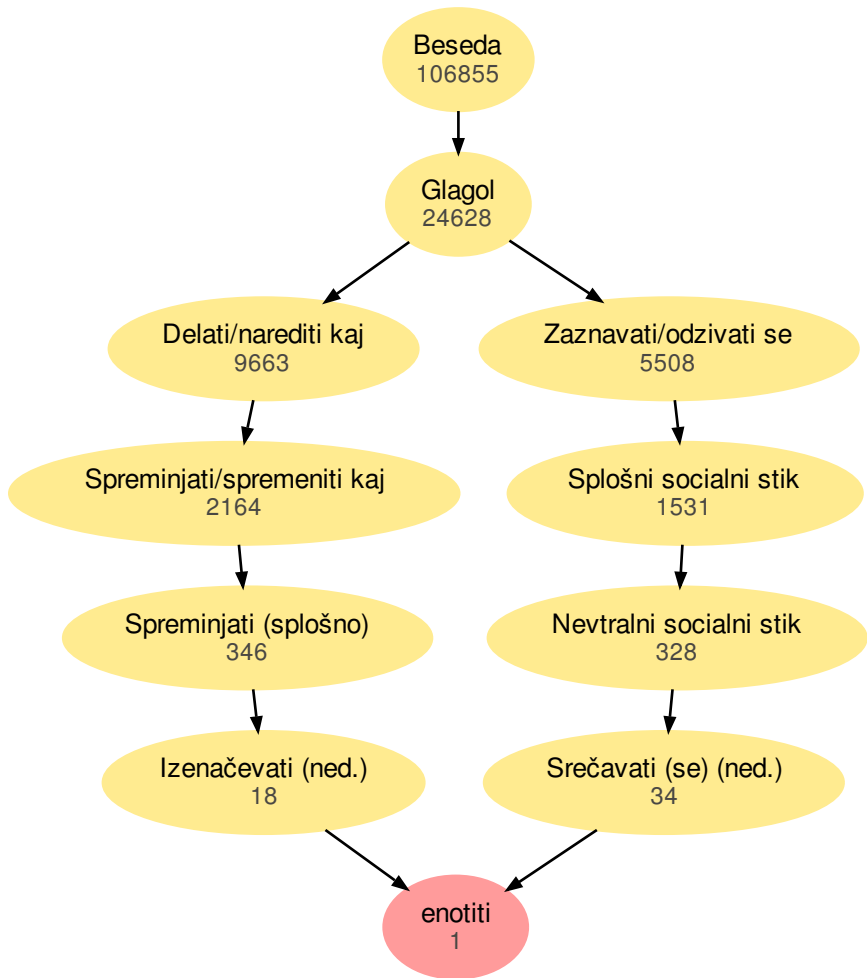 Beseda
106855
Glagol
24628
Delati/narediti kaj
9663
Zaznavati/odzivati se
5508
Spreminjati/spremeniti kaj
2164
Splošni socialni stik
1531
Spreminjati (splošno)
346
Nevtralni socialni stik
328
Izenačevati (ned.)
18
Srečavati (se) (ned.)
34
enotiti
1